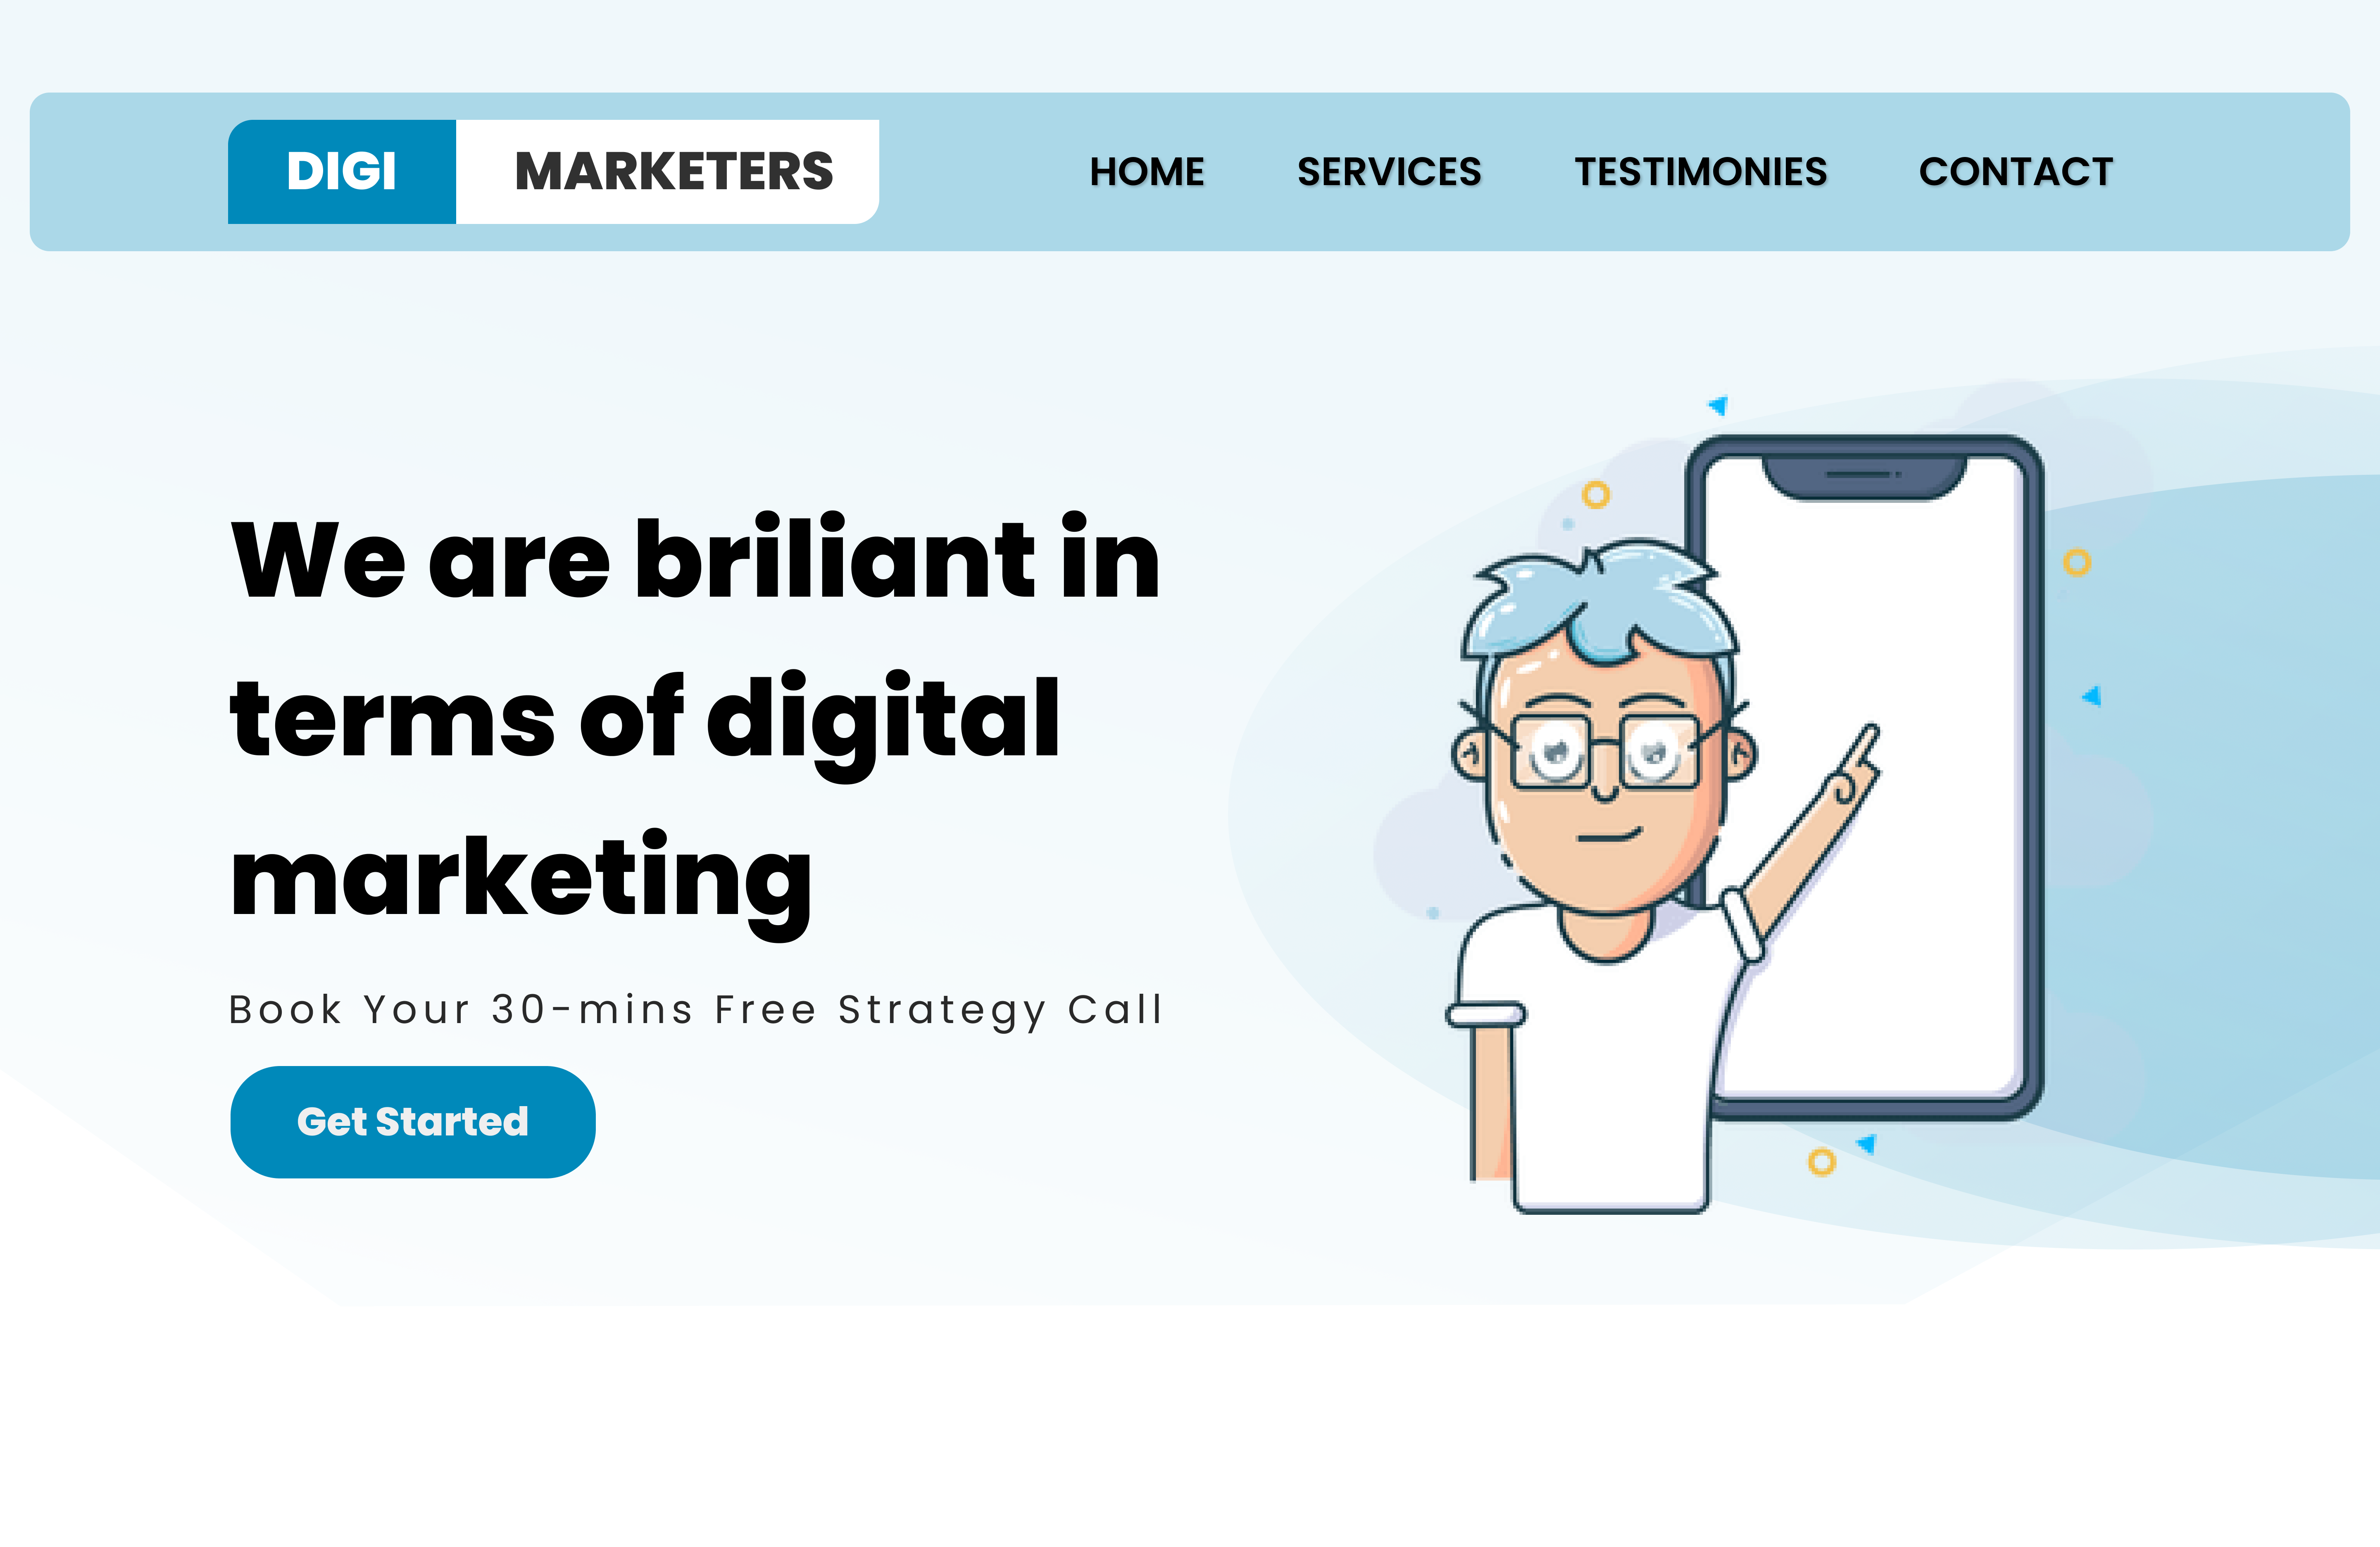 DIGI MARKETERS HOME SERVICES TESTIMONIES CONTACT
We are briliant in
terms of digital
marketing
Book Your 30-mins Free Strategy Call
Get Started